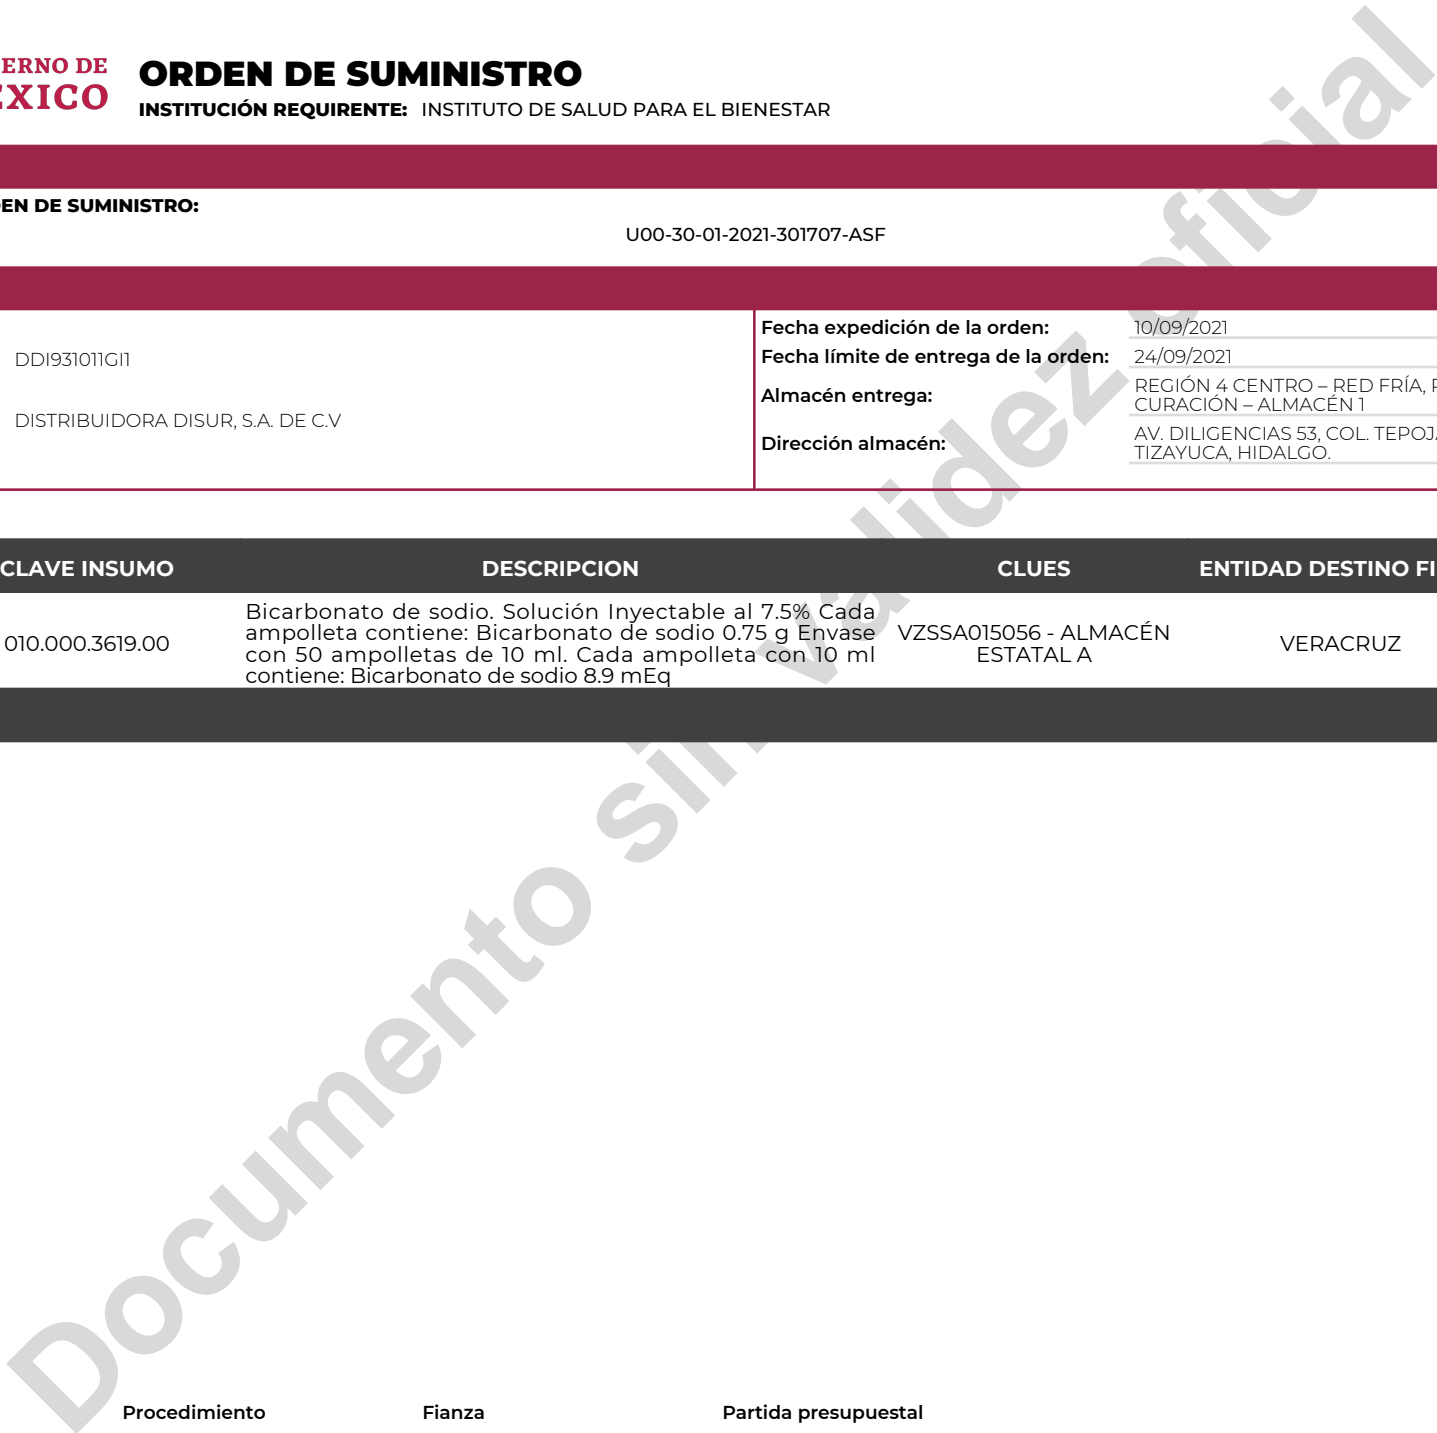 ERNO DE
ORDEN DE SUMINISTRO
EXICO
INSTITUCIÓN REQUIRENTE: INSTITUTO DE SALUD PARA EL BIENESTAR
EN DE SUMINISTRO:
U00-30-01-2021-301707-ASF
DDI931011GI1
DISTRIBUIDORA DISUR, S.A. DE C.V
Fecha expedición de la orden: 10/09/2021
Fecha límite de entrega de la orden: 24/09/2021
Almacén entrega: REGIÓN 4 CENTRO – RED FRÍA,
CURACIÓN – ALMACÉN 1
Dirección almacén: AV. DILIGENCIAS 53, COL. TEPOJA
TIZAYUCA, HIDALGO.
CLAVE INSUMO DESCRIPCION CLUES ENTIDAD DESTINO FI
010.000.3619.00
Bicarbonato de sodio. Solución Inyectable al 7.5% Cada
ampolleta contiene: Bicarbonato de sodio 0.75 g Envase
con 50 ampolletas de 10 ml. Cada ampolleta con 10 ml
contiene: Bicarbonato de sodio 8.9 mEq
VZSSA015056 - ALMACÉN
ESTATAL A
VERACRUZ
Documento sin validez oficial
Procedimiento Fianza Partida presupuestal